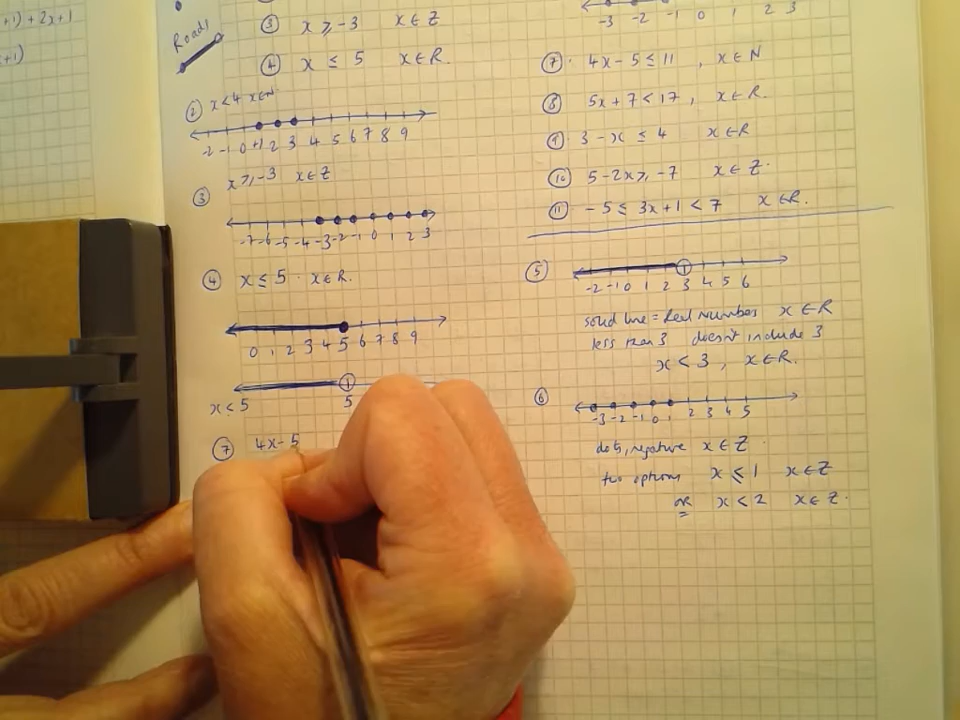 +1) + 2x+1
+1)
Road!
③ x ≥ -3 x ∈ Z
④ x ≤ 5 x ∈ R.
② x < 4 x ∈ N
-2 -1 0 +1 2 3 4 5 6 7 8 9
③ x ≥ -3 x ∈ Z
-7 -6 -5 -4 -3 -2 -1 0 1 2 3
④ x ≤ 5 · x ∈ R.
0 1 2 3 4 5 6 7 8 9
x < 5 5
⑦ 4x - 5
-3 -2 -1 0 1 2 3
⑦· 4x - 5 ≤ 11 , x ∈ N
⑧ 5x + 7 < 17 , x ∈ R.
⑨· 3 - x ≤ 4 x ∈ R
⑩ 5 - 2x ≥ -7 x ∈ Z.
⑪ -5 ≤ 3x + 1 < 7 x ∈ R.
⑤
-2 -1 0 1 2 3 4 5 6
solid line = Real numbers x ∈ R
less than 3 doesn't include 3
x < 3 , x ∈ R.
⑥
-3 -2 -1 0 1 2 3 4 5
dots, negative x ∈ Z ·
two options x ≤ 1 x ∈ Z
or x < 2 x ∈ Z.